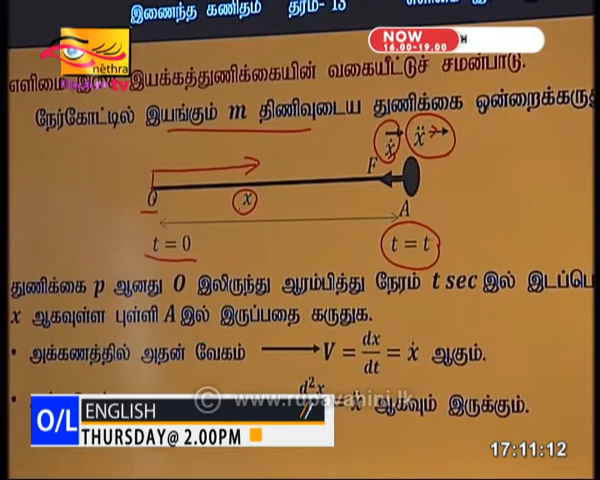 இணைந்த கணிதம் தரம்- 13
nethra
tv
NOW
16.00-19.00
இயக்கத்துணிக்கையின் வகையீட்டுச் சமன்பாடு.
நேர்கோட்டில் இயங்கும் m திணிவுடைய துணிக்கை ஒன்றைக்கரு
ẋ ẍ
F
O x A
t = 0 t = t
துணிக்கை p ஆனது O இலிருந்து ஆரம்பித்து நேரம் t sec இல் இடப்பெ
x ஆகவுள்ள புள்ளி A இல் இருப்பதை கருதுக.
• அக்கணத்தில் அதன் வேகம் ⟶ V = dx/dt = ẋ ஆகும்.
d²x ஆகவும் இருக்கும்.
© www.rupavahini.lk
O/L ENGLISH
THURSDAY@ 2.00PM
17:11:12